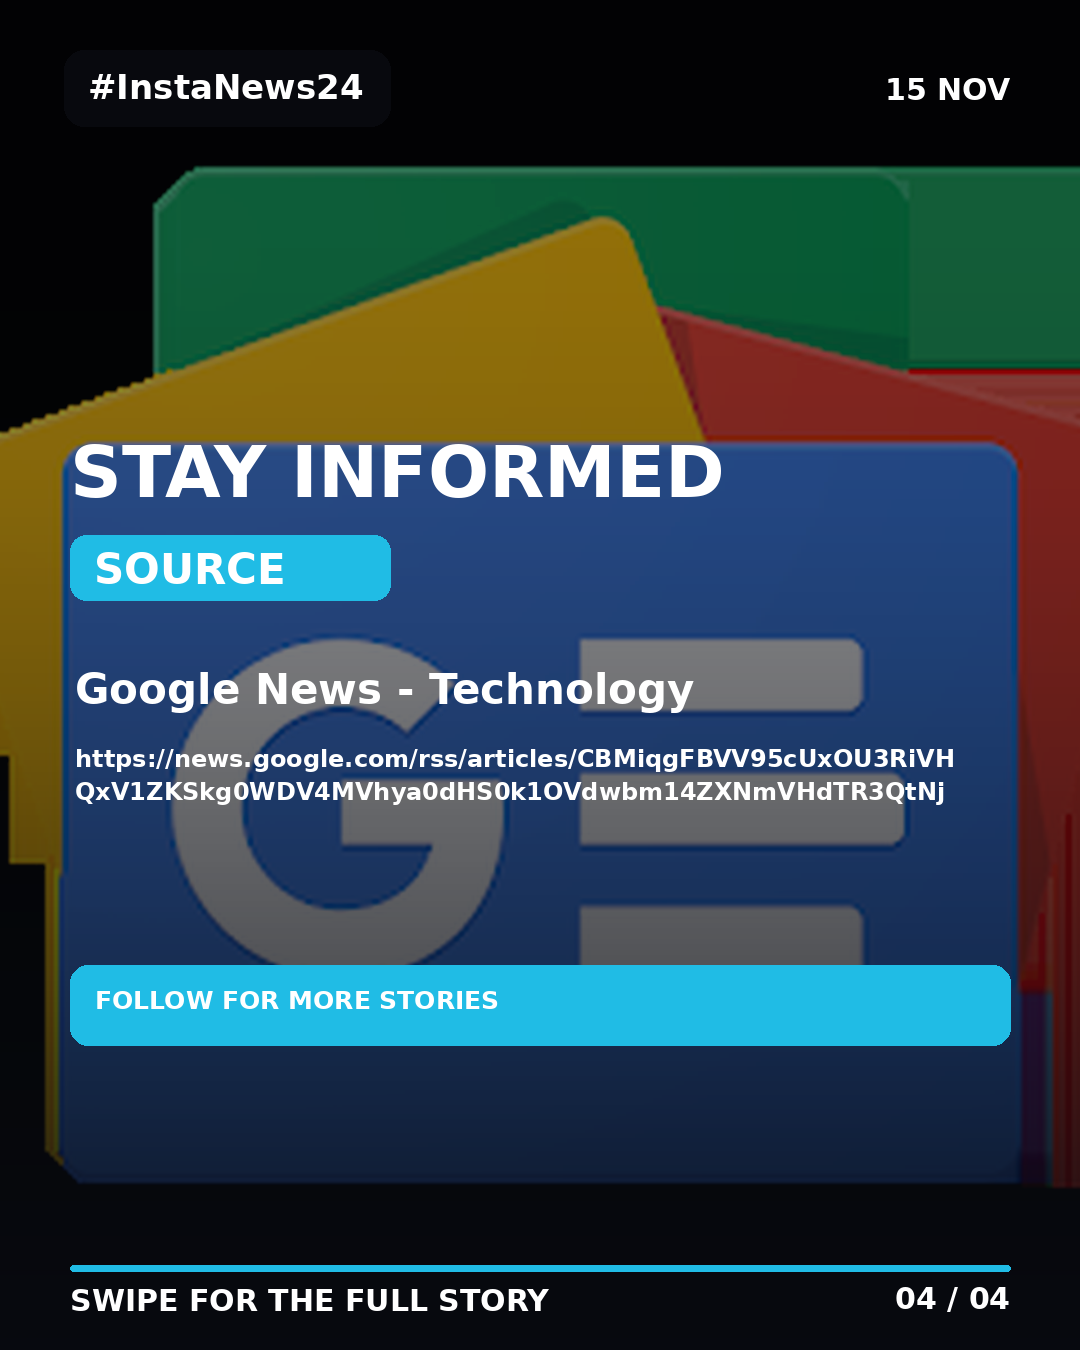 #InstaNews24
15 NOV
STAY INFORMED
SOURCE
Google News - Technology
https://news.google.com/rss/articles/CBMiqgFBVV95cUxOU3RiVH
QxV1ZKSkg0WDV4MVhya0dHS0k1OVdwbm14ZXNmVHdTR3QtNj
FOLLOW FOR MORE STORIES
SWIPE FOR THE FULL STORY
04 / 04